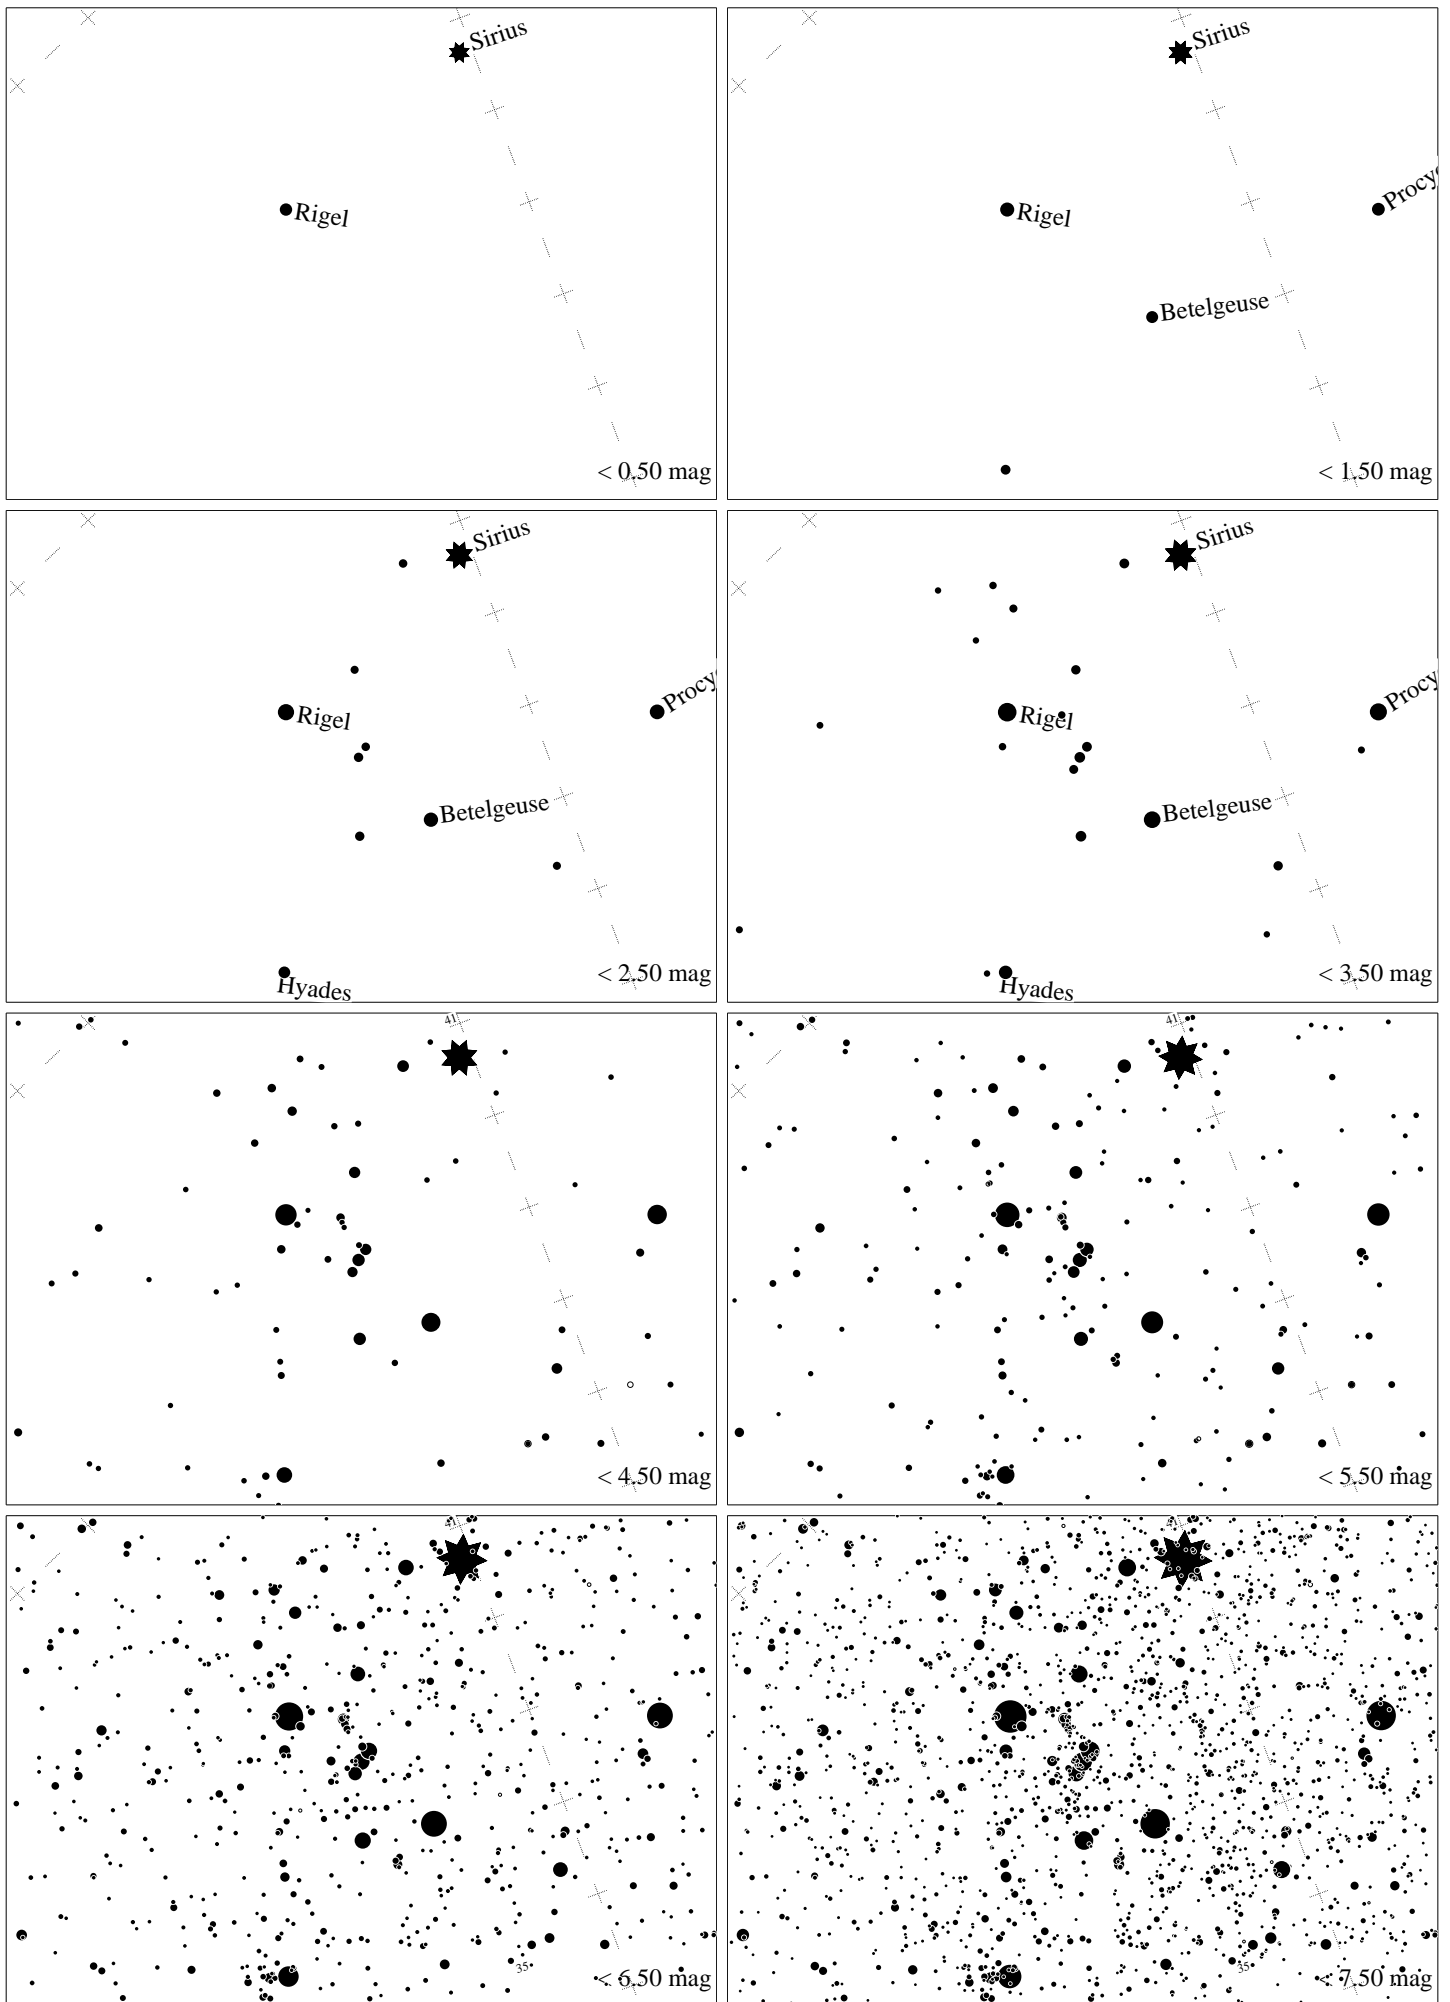 Sirius
Rigel
< 0.50 mag
Sirius
Procy
Rigel
Betelgeuse
< 1.50 mag
Sirius
Procy
Rigel
Betelgeuse
Hyades
< 2.50 mag
Sirius
Procy
Rigel
Betelgeuse
Hyades
< 3.50 mag
41
< 4.50 mag
41
< 5.50 mag
41
35
< 6.50 mag
35
< 7.50 mag